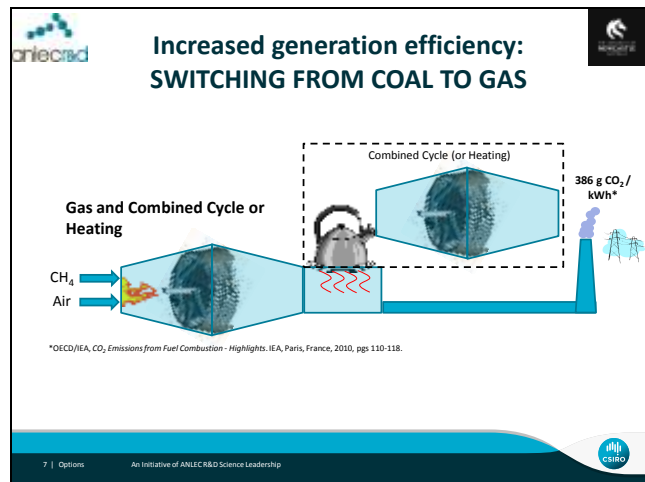 anlecr&d
Increased generation efficiency:
SWITCHING FROM COAL TO GAS
Combined Cycle (or Heating)
386 g CO₂ /
kWh*
Gas and Combined Cycle or
Heating
CH₄
Air
*OECD/IEA, CO₂ Emissions from Fuel Combustion - Highlights. IEA, Paris, France, 2010, pgs 110-118.
7 | Options
An Initiative of ANLEC R&D Science Leadership
CSIRO